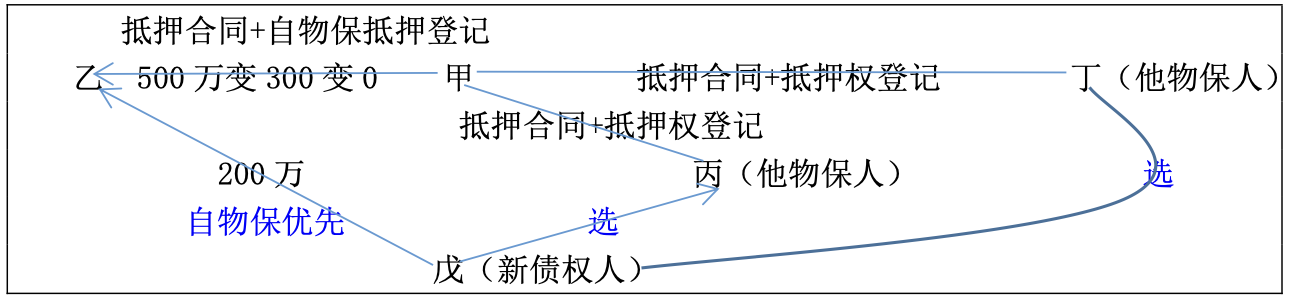 抵押合同+自物保抵押登记
乙 500 万变 300 变 0 甲 抵押合同+抵押权登记 丁（他物保人）
抵押合同+抵押权登记
200 万 丙（他物保人） 选
自物保优先 选
戊（新债权人）